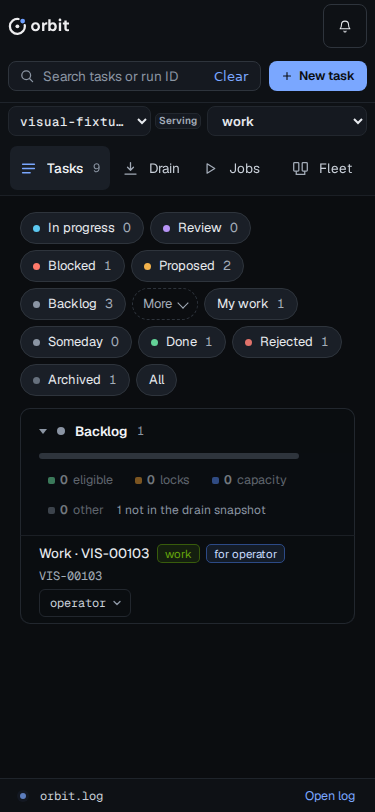 orbit
Search tasks or run ID Clear + New task
visual-fixtu… Serving work
Tasks 9 Drain Jobs Fleet
In progress 0 Review 0
Blocked 1 Proposed 2
Backlog 3 More My work 1
Someday 0 Done 1 Rejected 1
Archived 1 All
Backlog 1
0 eligible 0 locks 0 capacity
0 other 1 not in the drain snapshot
Work · VIS-00103 work for operator
VIS-00103
operator
orbit.log Open log